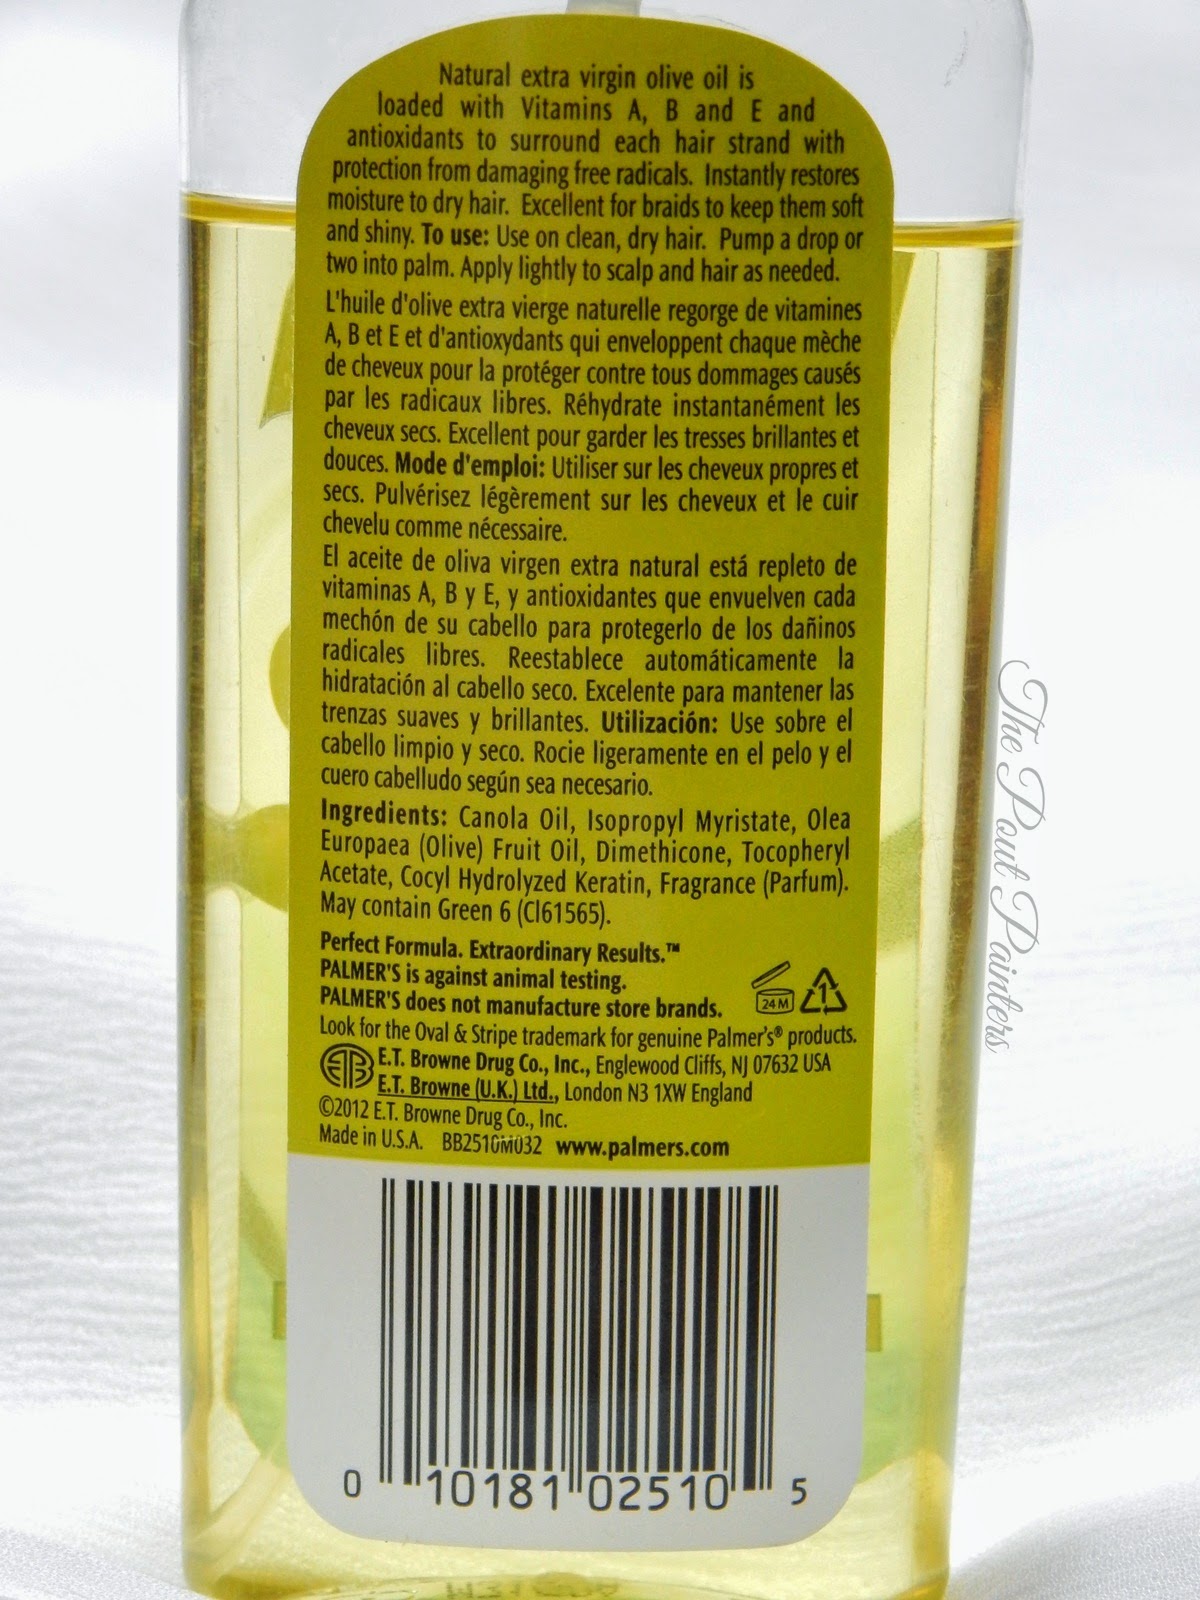 Natural extra virgin olive oil is
loaded with Vitamins A, B and E and
antioxidants to surround each hair strand with
protection from damaging free radicals. Instantly restores
moisture to dry hair. Excellent for braids to keep them soft
and shiny. To use: Use on clean, dry hair. Pump a drop or
two into palm. Apply lightly to scalp and hair as needed.
L'huile d'olive extra vierge naturelle regorge de vitamines
A, B et E et d'antioxydants qui enveloppent chaque mèche
de cheveux pour la protéger contre tous dommages causés
par les radicaux libres. Réhydrate instantanément les
cheveux secs. Excellent pour garder les tresses brillantes et
douces. Mode d'emploi: Utiliser sur les cheveux propres et
secs. Pulvérisez légèrement sur les cheveux et le cuir
chevelu comme nécessaire.
El aceite de oliva virgen extra natural está repleto de
vitaminas A, B y E, y antioxidantes que envuelven cada
mechón de su cabello para protegerlo de los dañinos
radicales libres. Reestablece automáticamente la
hidratación al cabello seco. Excelente para mantener las
trenzas suaves y brillantes. Utilización: Use sobre el
cabello limpio y seco. Rocie ligeramente en el pelo y el
cuero cabelludo según sea necesario.
Ingredients: Canola Oil, Isopropyl Myristate, Olea
Europaea (Olive) Fruit Oil, Dimethicone, Tocopheryl
Acetate, Cocyl Hydrolyzed Keratin, Fragrance (Parfum).
May contain Green 6 (CI61565).
Perfect Formula. Extraordinary Results.™
PALMER'S is against animal testing.
PALMER'S does not manufacture store brands.
24 M
1
Look for the Oval & Stripe trademark for genuine Palmer's® products.
ETB
E.T. Browne Drug Co., Inc., Englewood Cliffs, NJ 07632 USA
E.T. Browne (U.K.) Ltd., London N3 1XW England
©2012 E.T. Browne Drug Co., Inc.
Made in U.S.A. BB2510M032 www.palmers.com
0 10181 02510 5
The Pout Painters